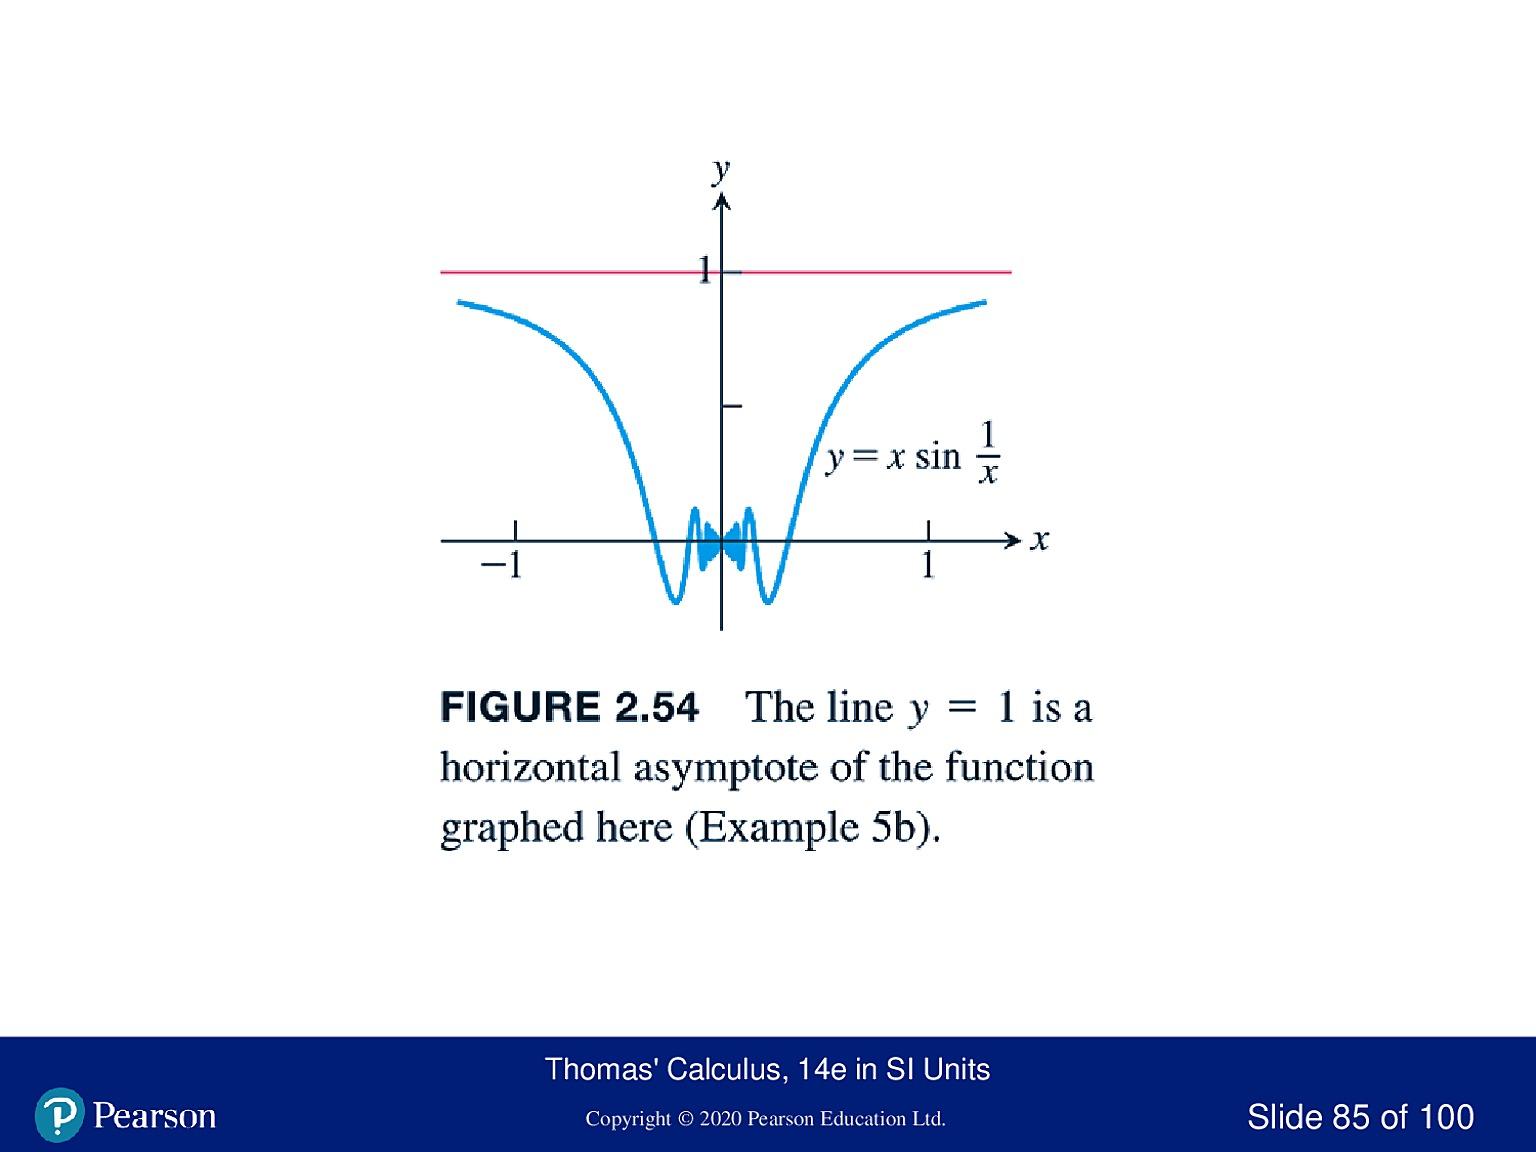 y
1
y = x sin 1/x
x
−1
1
FIGURE 2.54 The line y = 1 is a
horizontal asymptote of the function
graphed here (Example 5b).
Thomas' Calculus, 14e in SI Units
Pearson
Copyright © 2020 Pearson Education Ltd.
Slide 85 of 100